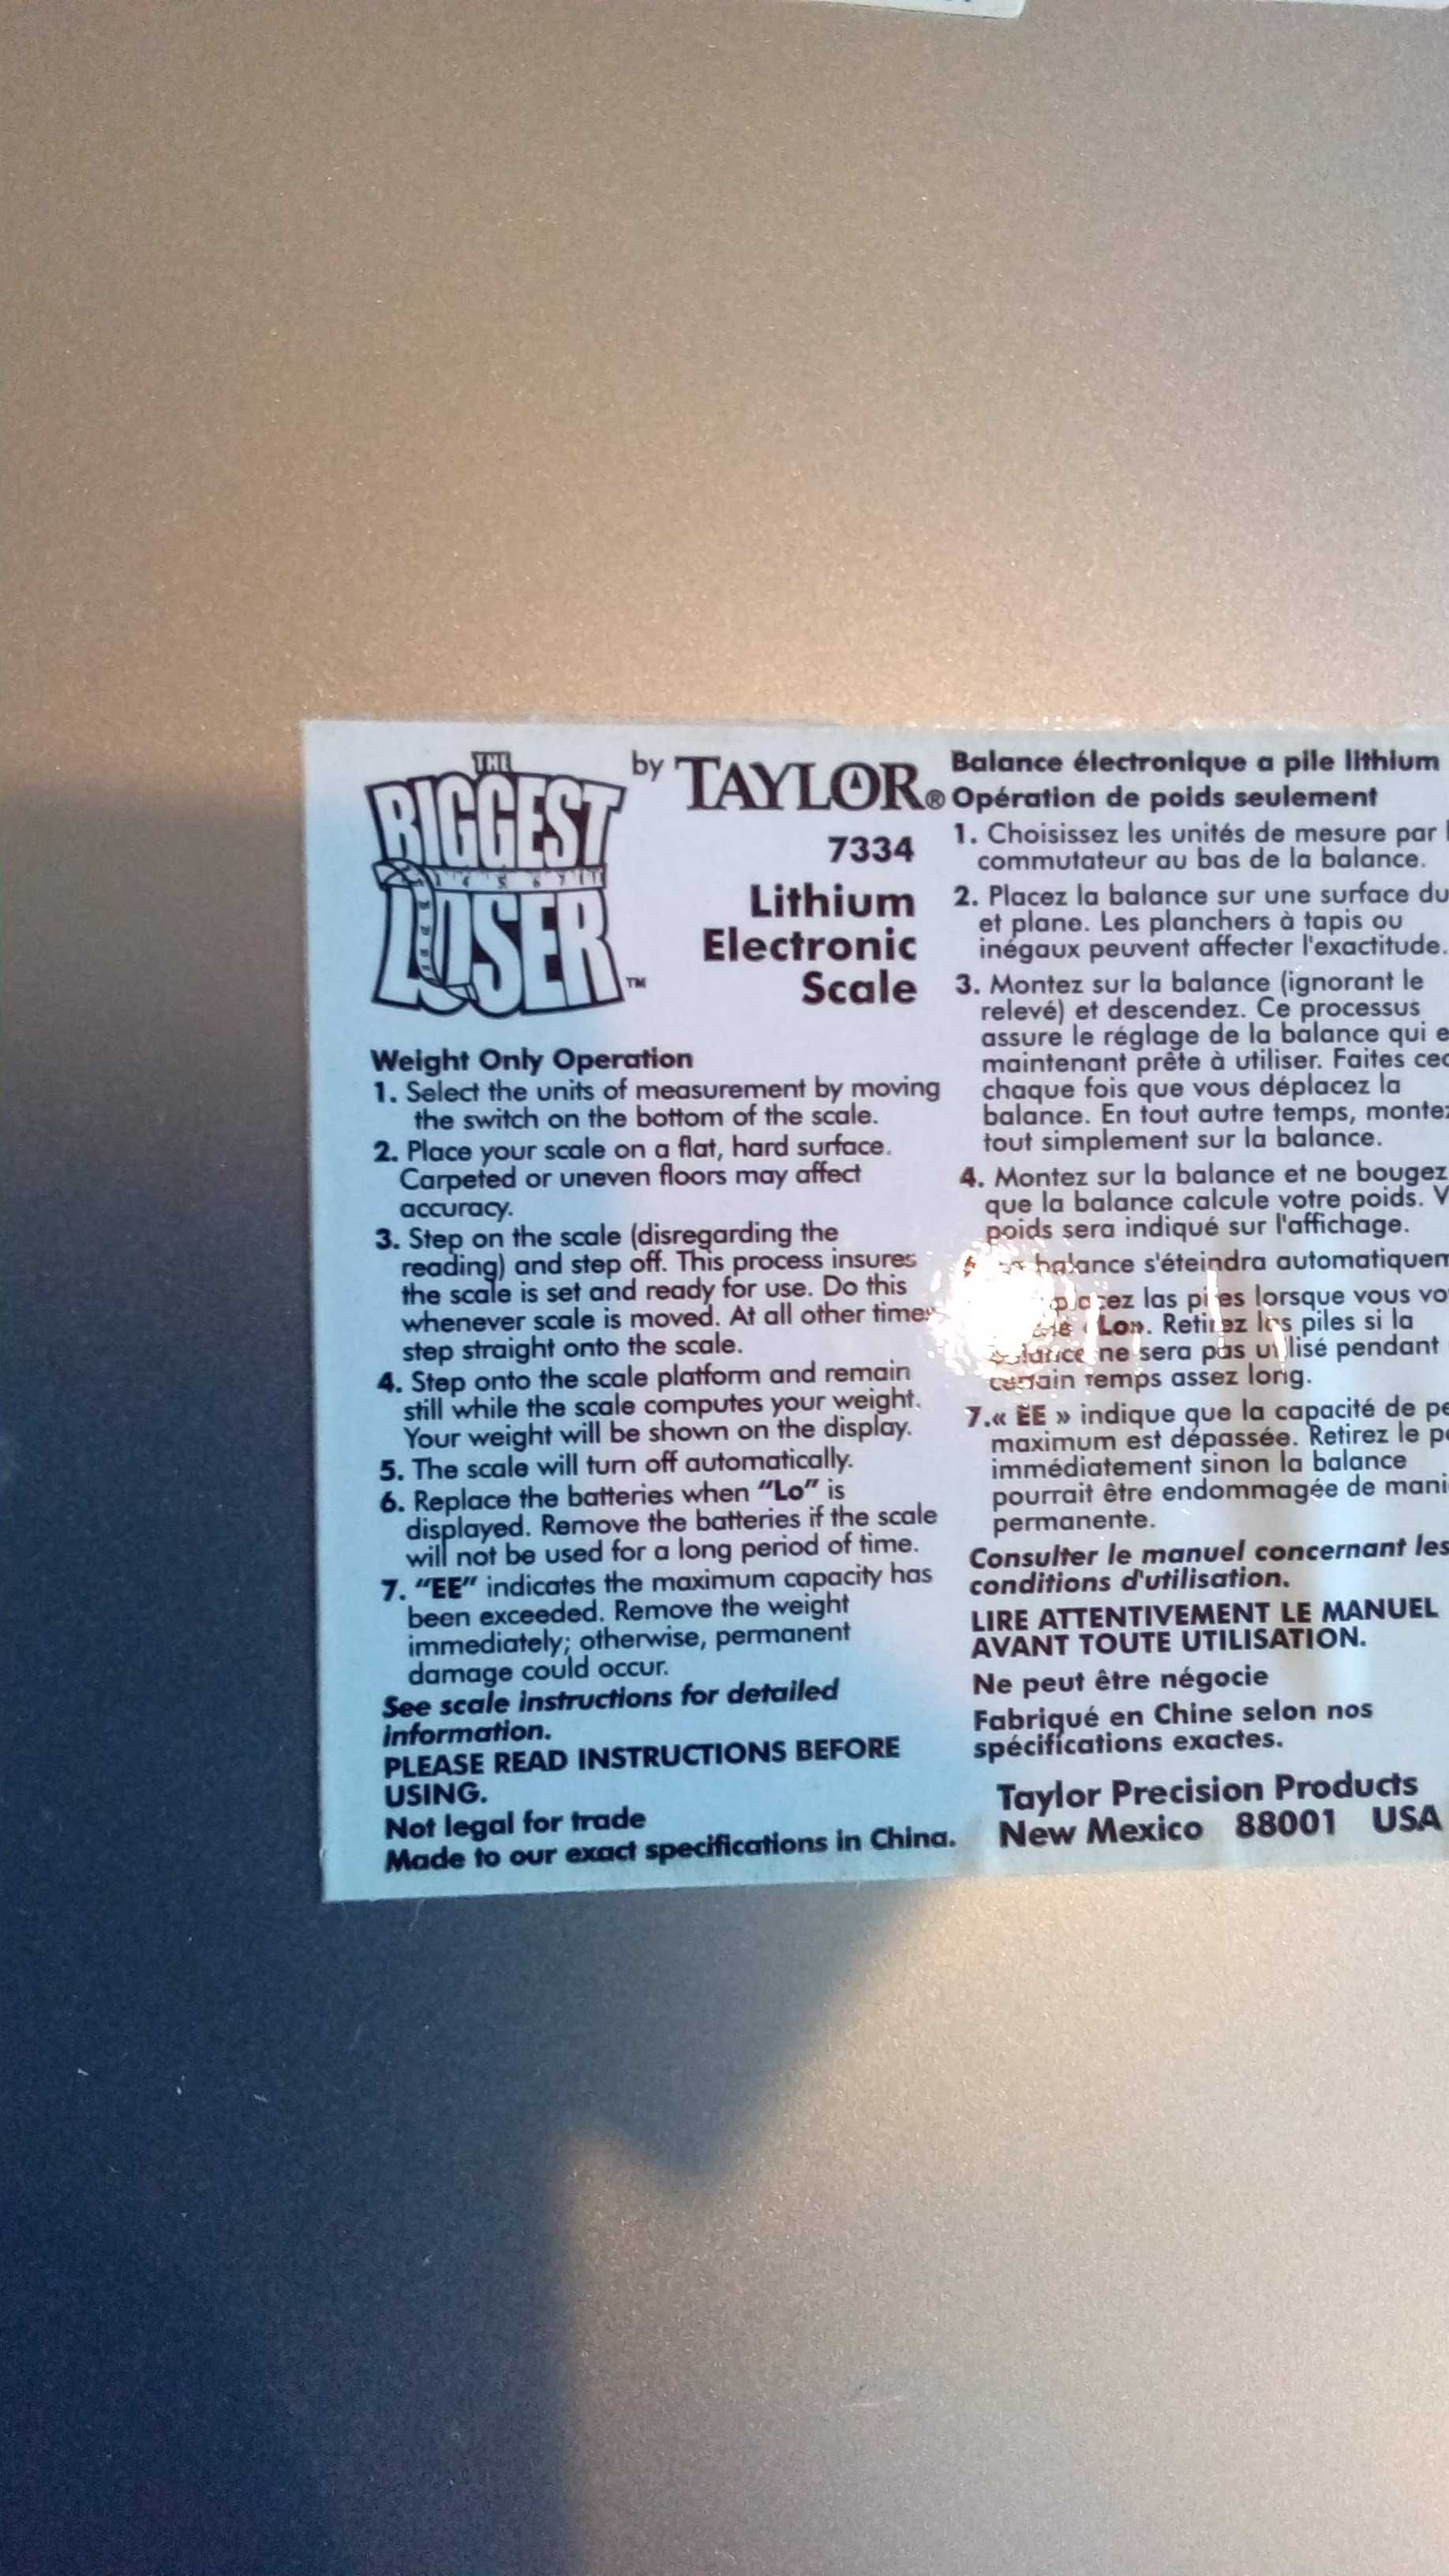 THE
BIGGEST
LOSER™
by TAYLOR®
7334
Lithium
Electronic
Scale
Weight Only Operation
1. Select the units of measurement by moving
the switch on the bottom of the scale.
2. Place your scale on a flat, hard surface.
Carpeted or uneven floors may affect
accuracy.
3. Step on the scale (disregarding the
reading) and step off. This process insures
the scale is set and ready for use. Do this
whenever scale is moved. At all other times
step straight onto the scale.
4. Step onto the scale platform and remain
still while the scale computes your weight.
Your weight will be shown on the display.
5. The scale will turn off automatically.
6. Replace the batteries when "Lo" is
displayed. Remove the batteries if the scale
will not be used for a long period of time.
7. "EE" indicates the maximum capacity has
been exceeded. Remove the weight
immediately; otherwise, permanent
damage could occur.
See scale instructions for detailed
information.
PLEASE READ INSTRUCTIONS BEFORE
USING.
Not legal for trade
Made to our exact specifications in China.
Balance électronique a pile lithium
Opération de poids seulement
1. Choisissez les unités de mesure par
commutateur au bas de la balance.
2. Placez la balance sur une surface
et plane. Les planchers à tapis ou
inégaux peuvent affecter l'exactitude.
3. Montez sur la balance (ignorant le
relevé) et descendez. Ce processus
assure le réglage de la balance qui
maintenant prête à utiliser. Faites
chaque fois que vous déplacez la
balance. En tout autre temps, montez
tout simplement sur la balance.
4. Montez sur la balance et ne bougez
que la balance calcule votre poids.
poids sera indiqué sur l'affichage.
balance s'éteindra
las piles lorsque vous
«Lo». Retirez les piles si la
balance ne sera pas utilisé pendant
certain temps assez long.
7.« EE » indique que la capacité de
maximum est dépassée. Retirez le
immédiatement sinon la balance
pourrait être endommagée de
permanente.
Consulter le manuel concernant les
conditions d'utilisation.
LIRE ATTENTIVEMENT LE MANUEL
AVANT TOUTE UTILISATION.
Ne peut être négocie
Fabriqué en Chine selon nos
spécifications exactes.
Taylor Precision Products
New Mexico 88001 USA